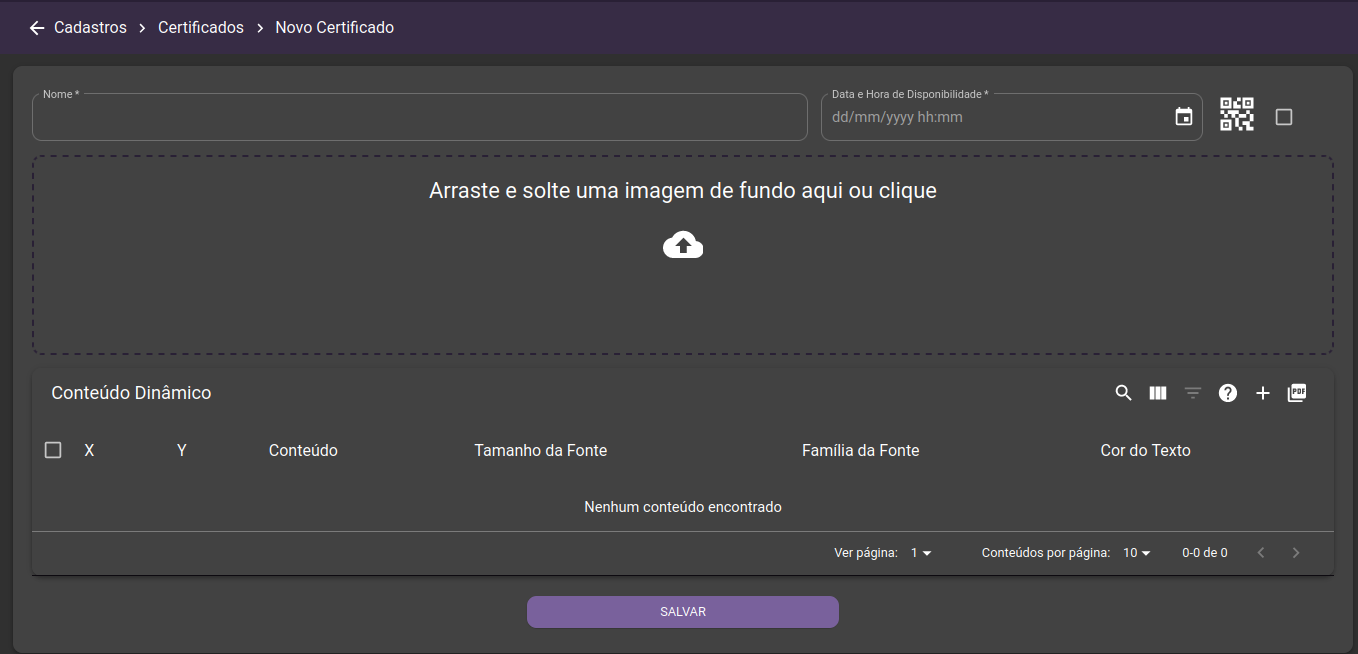 Cadastros > Certificados > Novo Certificado
Nome *
Data e Hora de Disponibilidade *
dd/mm/yyyy hh:mm
Arraste e solte uma imagem de fundo aqui ou clique
Conteúdo Dinâmico
?
PDF
X Y Conteúdo Tamanho da Fonte Família da Fonte Cor do Texto
Nenhum conteúdo encontrado
Ver página: 1 Conteúdos por página: 10 0-0 de 0
SALVAR